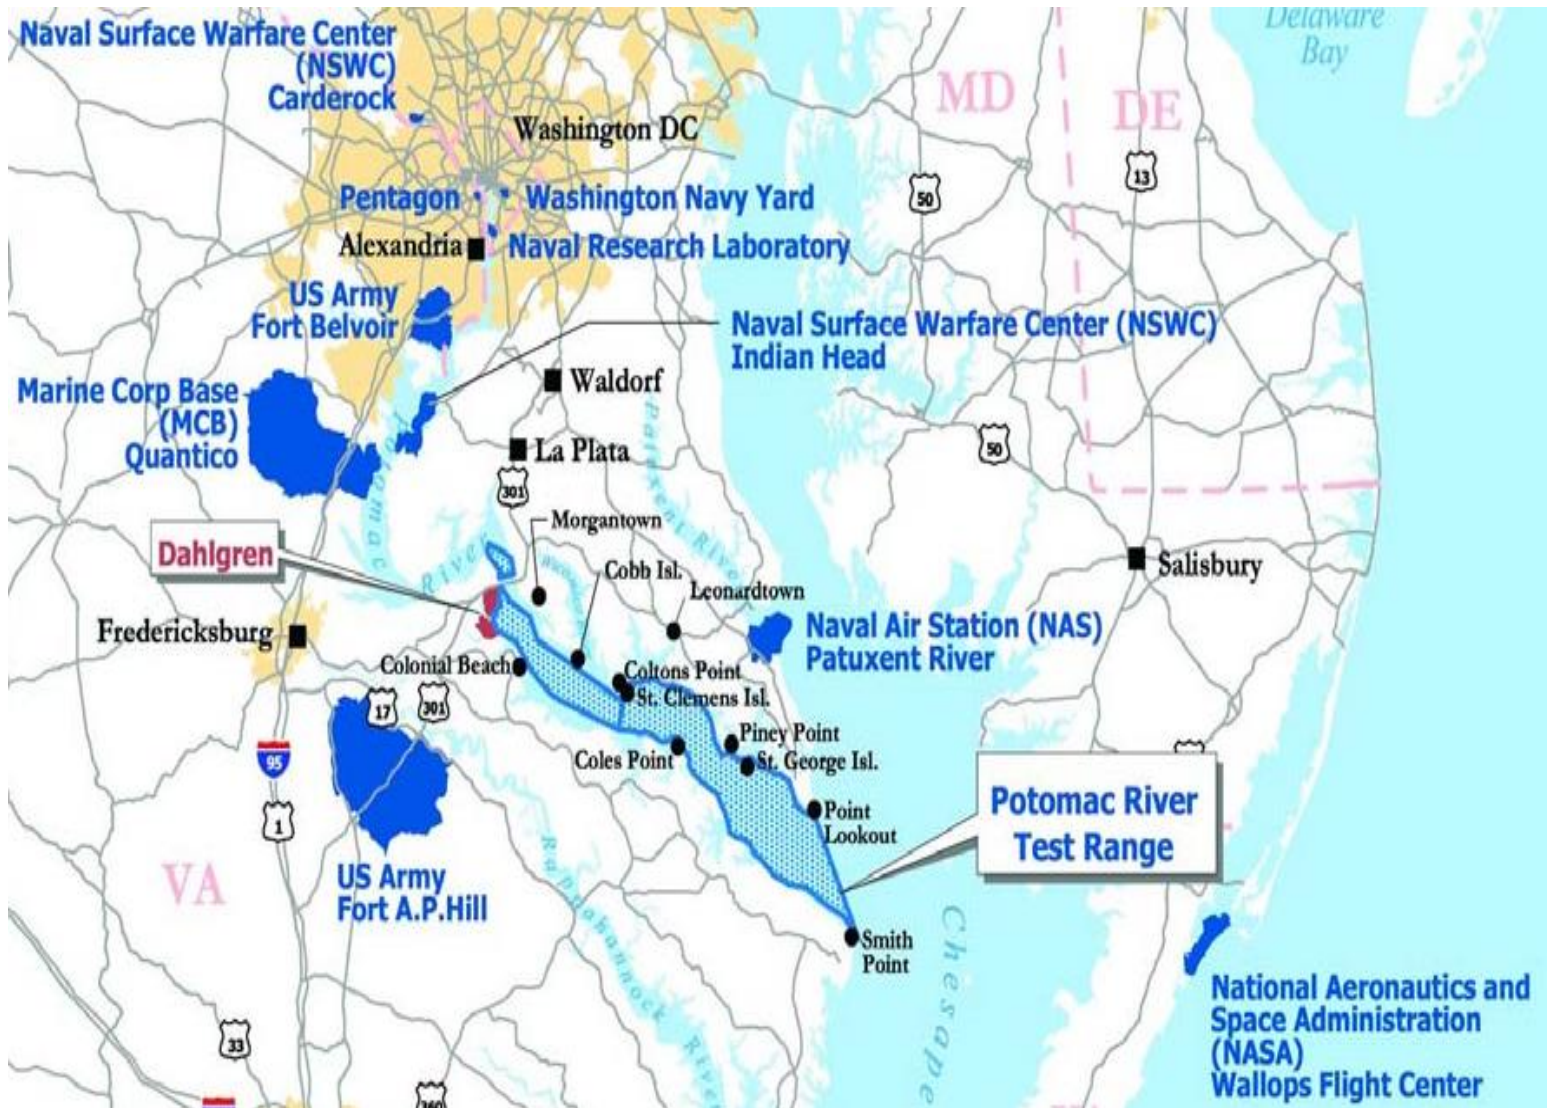 Delaware
Bay
Naval Surface Warfare Center
(NSWC)
Carderock
MD
DE
Washington DC
13
50
Pentagon
Washington Navy Yard
Alexandria
Naval Research Laboratory
US Army
Fort Belvoir
Naval Surface Warfare Center (NSWC)
Indian Head
Marine Corp Base
(MCB)
Quantico
Waldorf
La Plata
50
301
Potomac
River
Patuxent River
Morgantown
Dahlgren
Cobb Isl.
Leonardtown
Salisbury
Fredericksburg
Naval Air Station (NAS)
Patuxent River
Colonial Beach
Coltons Point
St. Clemens Isl.
17
301
Piney Point
Coles Point
St. George Isl.
95
1
Point
Lookout
Potomac River
Test Range
VA
US Army
Fort A.P.Hill
Rappahannock River
Chesape
Smith
Point
National Aeronautics and
Space Administration
(NASA)
Wallops Flight Center
33
360